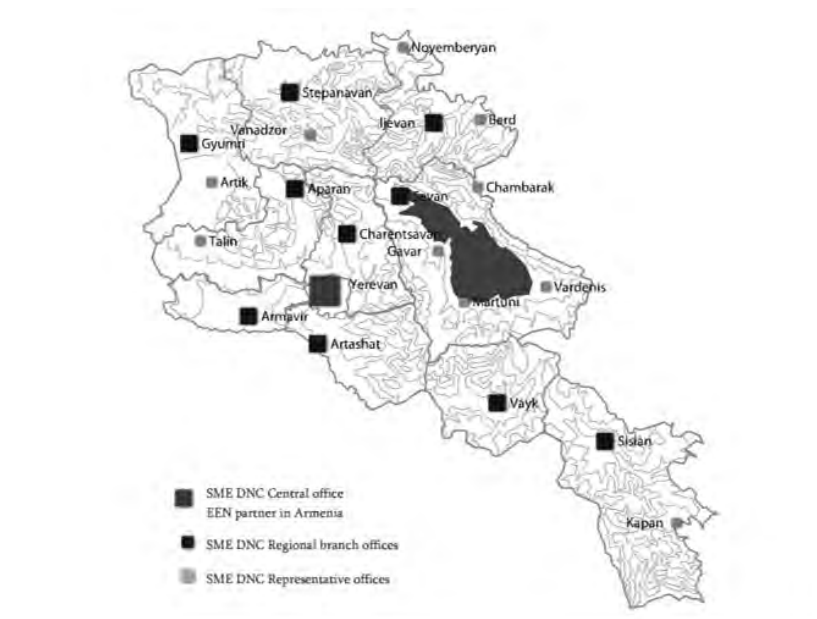 Noyemberyan
Stepanavan
Ijevan
Berd
Vanadzor
Gyumri
Artik
Aparan
Sevan
Chambarak
Talin
Charentsavan
Gavar
Yerevan
Vardenis
Martuni
Armavir
Artashat
Vayk
Sisian
Kapan
SME DNC Central office
EEN partner in Armenia
SME DNC Regional branch offices
SME DNC Representative offices